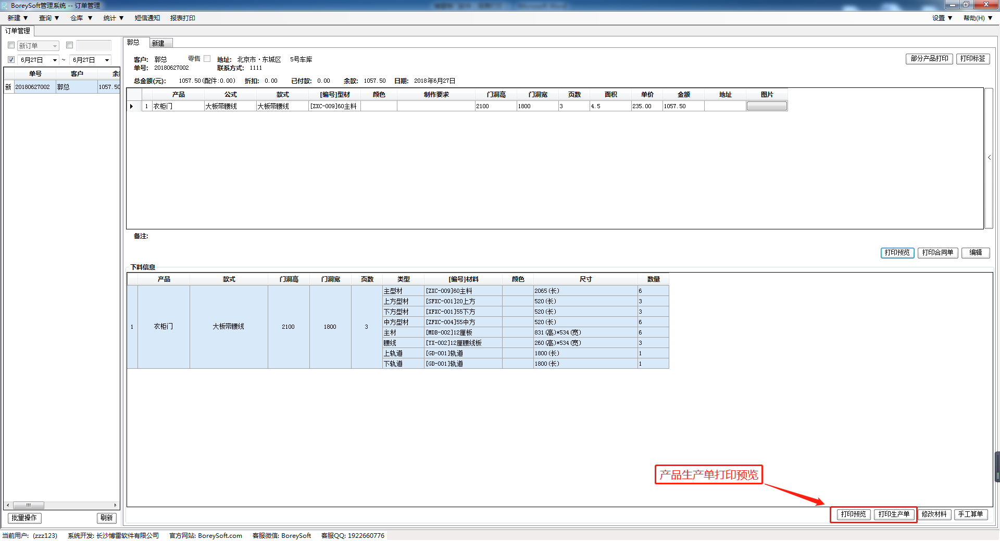 BoreySoft管理系统 -- 订单管理
新建 ▼ 查询 ▼ 仓库 ▼ 统计 ▼ 短信通知 报表打印 设置 ▼ 帮助(H) ▼
订单管理
新订单
6月27日 ~ 6月27日
单号 客户 余
新 20180627002 郭总 1057.50
批量操作 刷新
郭总 新建
客户: 郭总 零售 地址: 北京市·东城区 5号车库
单号: 20180627002 联系方式: 1111
部分产品打印 打印标签
总金额(元): 1057.50(配件:0.00) 折扣: 0.00 已付款: 0.00 余款: 1057.50 日期: 2018年6月27日
产品 公式 款式 [编号]型材 颜色 制作要求 门洞高 门洞宽 页数 面积 单价 金额 地址 图片
1 衣柜门 大板带腰线 大板带腰线 [ZXC-009]60主料 2100 1800 3 4.5 235.00 1057.50
备注:
打印预览 打印合同单 编辑
下料信息
产品 款式 门洞高 门洞宽 页数 类型 [编号]材料 颜色 尺寸 数量
1 衣柜门 大板带腰线 2100 1800 3
主型材 [ZXC-009]60主料 2065(长) 6
上方型材 [SFXC-001]20上方 520(长) 3
下方型材 [XFXC-001]55下方 520(长) 3
中方型材 [ZFXC-004]55中方 520(长) 6
主材 [MDB-002]12厘板 831(高)*534(宽) 6
腰线 [YX-002]12厘腰线板 260(高)*534(宽) 3
上轨道 [GD-001]轨道 1800(长) 1
下轨道 [GD-001]轨道 1800(长) 1
产品生产单打印预览
打印预览 打印生产单 修改材料 手工算单
当前用户: (zzz123) 系统开发: 长沙博雷软件有限公司 官方网站: BoreySoft.com 客服微信: BoreySoft 客服QQ: 1922660776